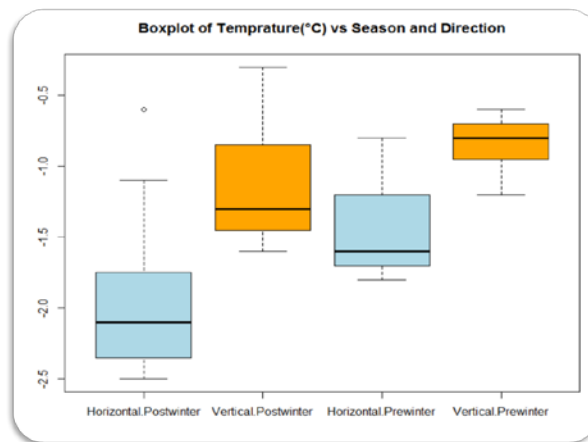 Boxplot of Temprature(°C) vs Season and Direction
-0.5
-1.0
-1.5
-2.0
-2.5
Horizontal.Postwinter Vertical.Postwinter Horizontal.Prewinter Vertical.Prewinter